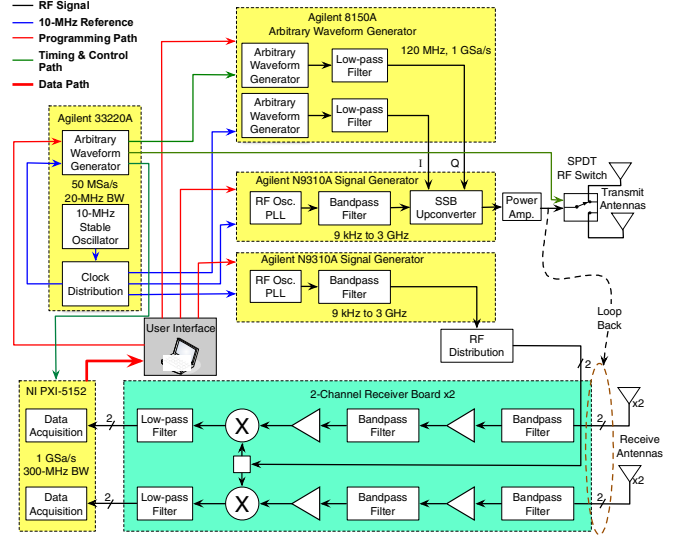 RF Signal
10-MHz Reference
Programming Path
Timing & Control
Path
Data Path
Agilent 8150A
Arbitrary Waveform Generator
Arbitrary
Waveform
Generator
Low-pass
Filter
120 MHz, 1 GSa/s
Arbitrary
Waveform
Generator
Low-pass
Filter
I
Q
Agilent 33220A
Arbitrary
Waveform
Generator
50 MSa/s
20-MHz BW
10-MHz
Stable
Oscillator
Clock
Distribution
Agilent N9310A Signal Generator
RF Osc.
PLL
Bandpass
Filter
SSB
Upconverter
9 kHz to 3 GHz
Power
Amp.
SPDT
RF Switch
Transmit
Antennas
Agilent N9310A Signal Generator
RF Osc.
PLL
Bandpass
Filter
9 kHz to 3 GHz
RF
Distribution
Loop
Back
User Interface
2
NI PXI-5152
Data
Acquisition
1 GSa/s
300-MHz BW
Data
Acquisition
2-Channel Receiver Board x2
2
Low-pass
Filter
X
Bandpass
Filter
Bandpass
Filter
2
x2
Receive
Antennas
2
Low-pass
Filter
X
Bandpass
Filter
Bandpass
Filter
2
x2